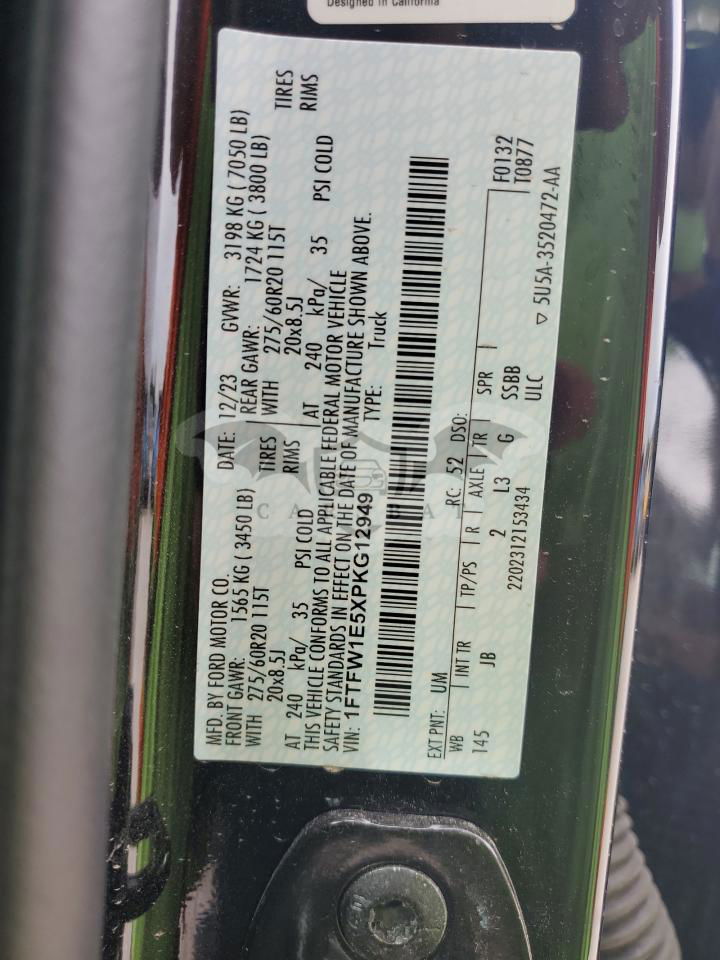 Designed in California
MFD. BY FORD MOTOR CO.
DATE: 12/23
GVWR: 3198 KG ( 7050 LB)
FRONT GAWR: 1565 KG ( 3450 LB)
REAR GAWR: 1724 KG ( 3800 LB)
WITH 275/60R20 115T TIRES
WITH 275/60R20 115T TIRES
20x8.5J RIMS
20x8.5J RIMS
AT 240 kPa/ 35 PSI COLD
AT 240 kPa/ 35 PSI COLD
THIS VEHICLE CONFORMS TO ALL APPLICABLE FEDERAL MOTOR VEHICLE
SAFETY STANDARDS IN EFFECT ON THE DATE OF MANUFACTURE SHOWN ABOVE.
VIN: 1FTFW1E5XPKG12949
TYPE: Truck
EXT PNT: UM RC: 52 DSO:
WB INT TR TP/PS R AXLE TR SPR
F0132
T0877
145 JB 2 L3 G SSBB
2202312153434 ULC
▽ 5U5A-3520472-AA